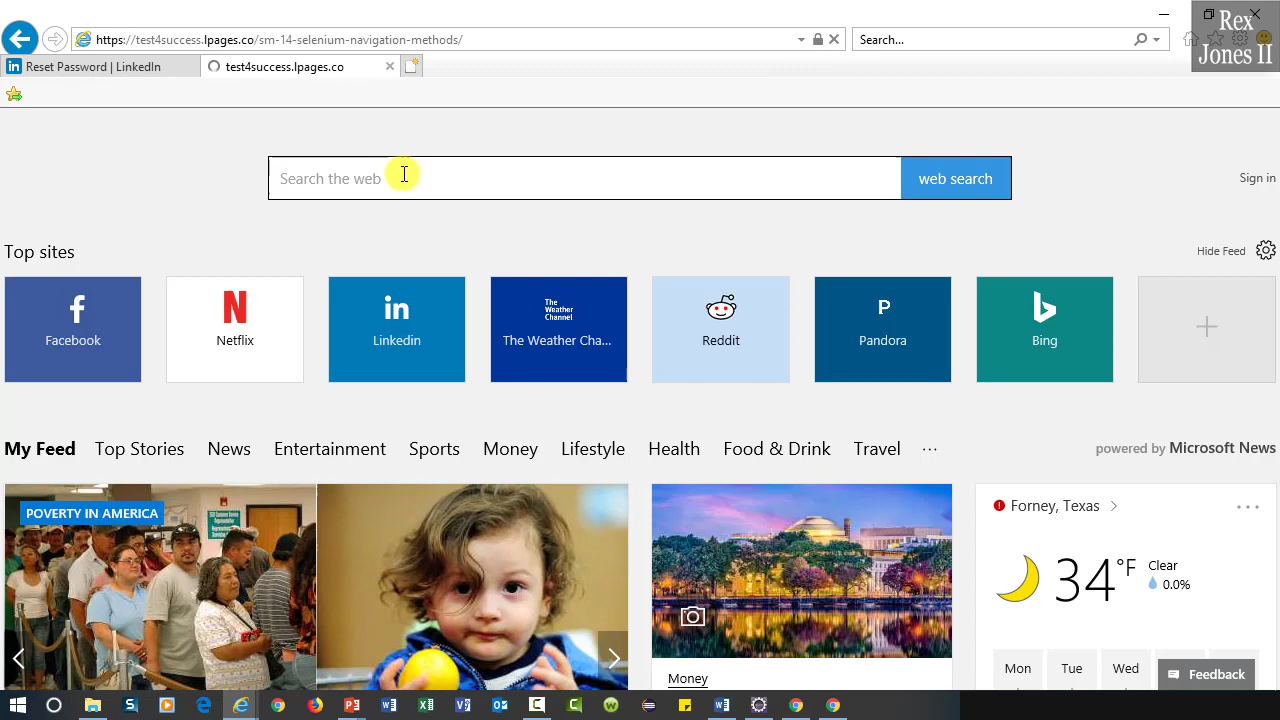 Rex
Jones II
https://test4success.lpages.co/sm-14-selenium-navigation-methods/
Search...
Reset Password | LinkedIn
test4success.lpages.co
Search the web
web search
Sign in
Top sites
Hide Feed
Facebook
Netflix
Linkedin
The Weather Channel
The Weather Cha...
Reddit
P
Pandora
Bing
My Feed Top Stories News Entertainment Sports Money Lifestyle Health Food & Drink Travel ...
powered by Microsoft News
POVERTY IN AMERICA
Forney, Texas
34°F
Clear
0.0%
Mon Tue Wed
Feedback
Money